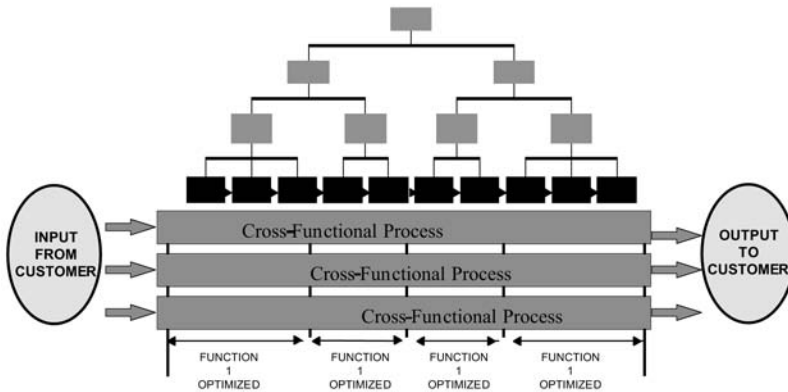 Cross-Functional Process
INPUT
FROM
CUSTOMER
OUTPUT
TO
CUSTOMER
Cross-Functional Process
Cross-Functional Process
FUNCTION
1
OPTIMIZED
FUNCTION
1
OPTIMIZED
FUNCTION
1
OPTIMIZED
FUNCTION
1
OPTIMIZED